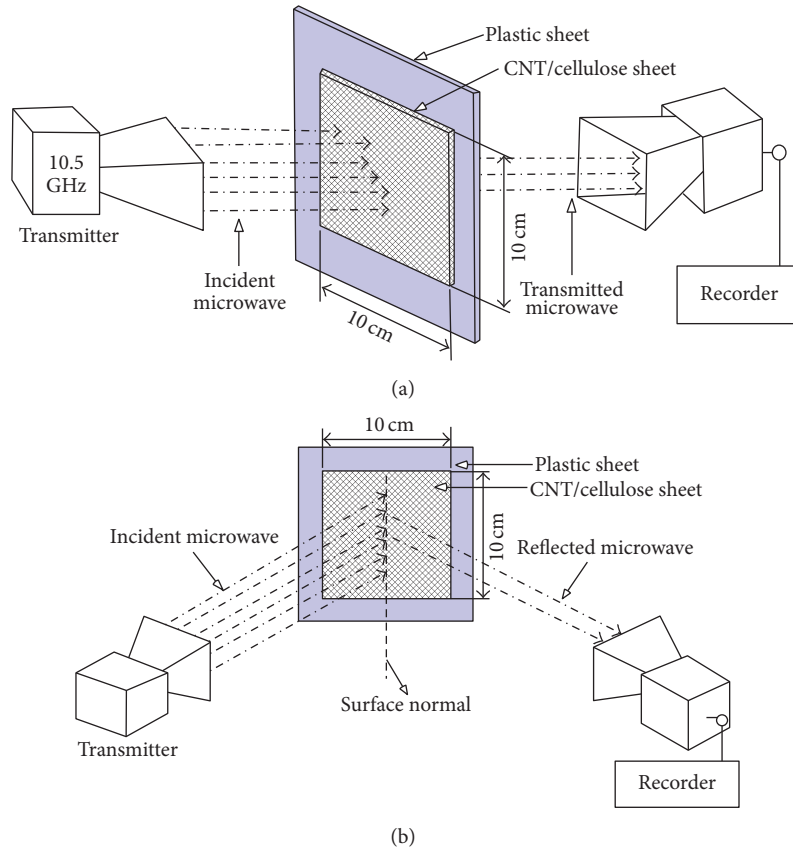 Plastic sheet
CNT/cellulose sheet
10.5
GHz
Transmitter
Incident
microwave
10 cm
10 cm
Transmitted
microwave
Recorder
(a)
10 cm
Plastic sheet
CNT/cellulose sheet
10 cm
Incident microwave
Reflected microwave
Surface normal
Transmitter
Recorder
(b)